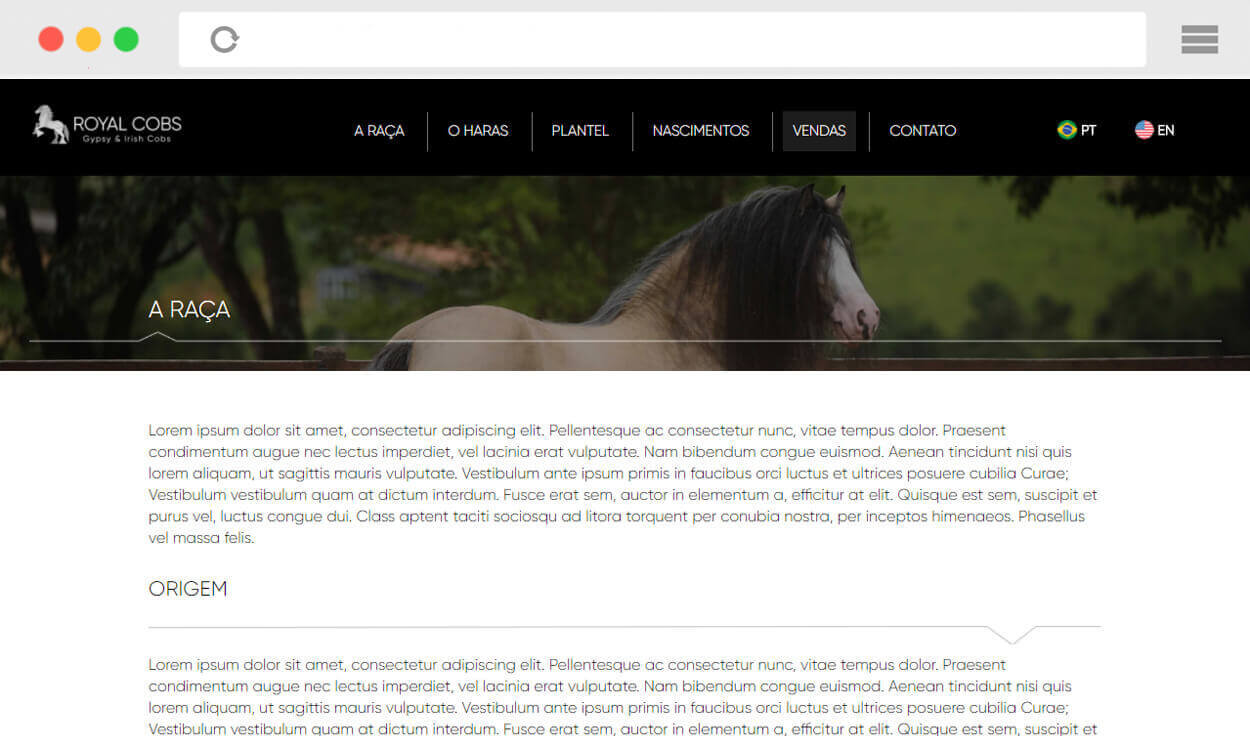 ROYAL COBS
Gypsy & Irish Cobs
A RAÇA
O HARAS
PLANTEL
NASCIMENTOS
VENDAS
CONTATO
PT
EN
A RAÇA
Lorem ipsum dolor sit amet, consectetur adipiscing elit. Pellentesque ac consectetur nunc, vitae tempus dolor. Praesent
condimentum augue nec lectus imperdiet, vel lacinia erat vulputate. Nam bibendum congue euismod. Aenean tincidunt nisi quis
lorem aliquam, ut sagittis mauris vulputate. Vestibulum ante ipsum primis in faucibus orci luctus et ultrices posuere cubilia Curae;
Vestibulum vestibulum quam at dictum interdum. Fusce erat sem, auctor in elementum a, efficitur at elit. Quisque est sem, suscipit et
purus vel, luctus congue dui. Class aptent taciti sociosqu ad litora torquent per conubia nostra, per inceptos himenaeos. Phasellus
vel massa felis.
ORIGEM
Lorem ipsum dolor sit amet, consectetur adipiscing elit. Pellentesque ac consectetur nunc, vitae tempus dolor. Praesent
condimentum augue nec lectus imperdiet, vel lacinia erat vulputate. Nam bibendum congue euismod. Aenean tincidunt nisi quis
lorem aliquam, ut sagittis mauris vulputate. Vestibulum ante ipsum primis in faucibus orci luctus et ultrices posuere cubilia Curae;
Vestibulum vestibulum quam at dictum interdum. Fusce erat sem, auctor in elementum a, efficitur at elit. Quisque est sem, suscipit et